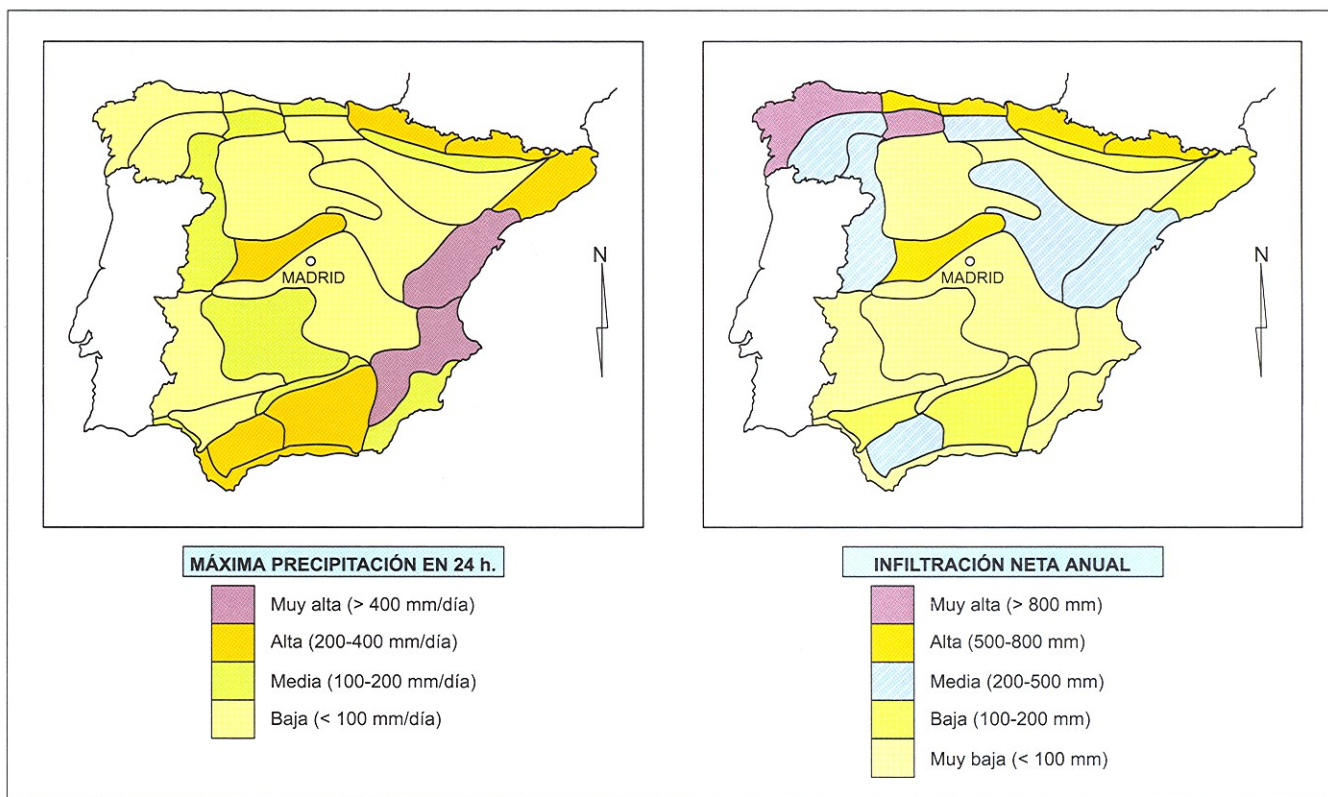 N
MADRID
MÁXIMA PRECIPITACIÓN EN 24 h.
Muy alta (> 400 mm/día)
Alta (200-400 mm/día)
Media (100-200 mm/día)
Baja (< 100 mm/día)
N
MADRID
INFILTRACIÓN NETA ANUAL
Muy alta (> 800 mm)
Alta (500-800 mm)
Media (200-500 mm)
Baja (100-200 mm)
Muy baja (< 100 mm)